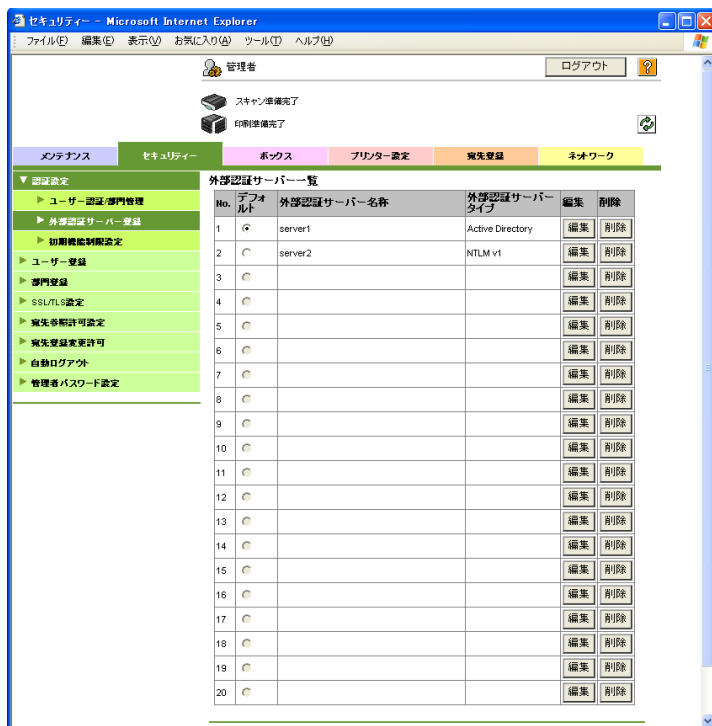 セキュリティー - Microsoft Internet Explorer
ファイル(F) 編集(E) 表示(V) お気に入り(A) ツール(T) ヘルプ(H)
管理者 ログアウト ?
スキャン準備完了
印刷準備完了
メンテナンス セキュリティー ボックス プリンター設定 宛先登録 ネットワーク
▼ 認証設定
▶ ユーザー認証/部門管理
▶ 外部認証サーバー登録
▶ 初期機能制限設定
▶ ユーザー登録
▶ 部門登録
▶ SSL/TLS設定
▶ 宛先参照許可設定
▶ 宛先登録変更許可
▶ 自動ログアウト
▶ 管理者パスワード設定
外部認証サーバー一覧
No. デフォルト 外部認証サーバー名称 外部認証サーバータイプ 編集 削除
1 server1 Active Directory 編集 削除
2 server2 NTLM v1 編集 削除
3 編集 削除
4 編集 削除
5 編集 削除
6 編集 削除
7 編集 削除
8 編集 削除
9 編集 削除
10 編集 削除
11 編集 削除
12 編集 削除
13 編集 削除
14 編集 削除
15 編集 削除
16 編集 削除
17 編集 削除
18 編集 削除
19 編集 削除
20 編集 削除